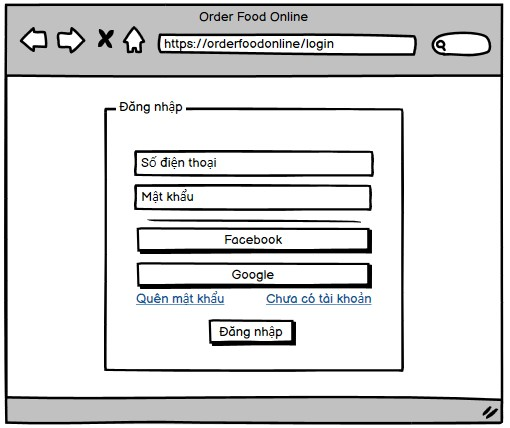 Order Food Online
https://orderfoodonline/login
Đăng nhập
Số điện thoại
Mật khẩu
Facebook
Google
Quên mật khẩu Chưa có tài khoản
Đăng nhập